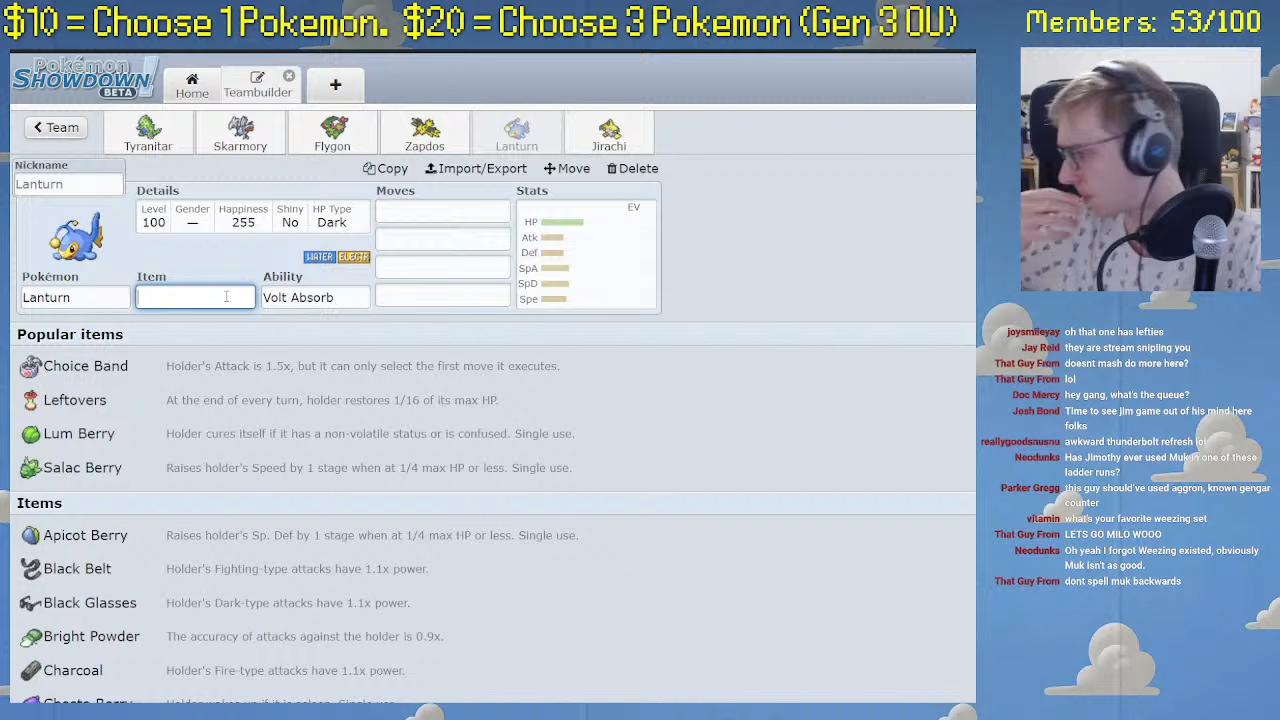 $10 = Choose 1 Pokemon. $20 = Choose 3 Pokemon (Gen 3 OU)
Members: 53/100
Pokémon
SHOWDOWN!
BETA
Home
Teambuilder
+
Team
Tyranitar
Skarmory
Flygon
Zapdos
Lanturn
Jirachi
Copy
Import/Export
Move
Delete
Nickname
Lanturn
Details
Level
Gender
Happiness
Shiny
HP Type
100
—
255
No
Dark
WATER
ELECTR
Pokémon
Item
Ability
Lanturn
Volt Absorb
Moves
Stats
EV
HP
Atk
Def
SpA
SpD
Spe
Popular items
Choice Band Holder's Attack is 1.5x, but it can only select the first move it executes.
Leftovers At the end of every turn, holder restores 1/16 of its max HP.
Lum Berry Holder cures itself if it has a non-volatile status or is confused. Single use.
Salac Berry Raises holder's Speed by 1 stage when at 1/4 max HP or less. Single use.
Items
Apicot Berry Raises holder's Sp. Def by 1 stage when at 1/4 max HP or less. Single use.
Black Belt Holder's Fighting-type attacks have 1.1x power.
Black Glasses Holder's Dark-type attacks have 1.1x power.
Bright Powder The accuracy of attacks against the holder is 0.9x.
Charcoal Holder's Fire-type attacks have 1.1x power.
joysmileyay oh that one has lefties
Jay Reid they are stream snipling you
That Guy From doesnt mash do more here?
That Guy From lol
Doc Mercy hey gang, what's the queue?
Josh Bond Time to see jim game out of his mind here
folks
reallygoodsnusnu awkward thunderbolt refresh lol
Neodunks Has Jimothy ever used Muk in one of these
ladder runs?
Parker Gregg this guy should've used aggron, known gengar
counter
vitamin what's your favorite weezing set
That Guy From LETS GO MILO WOOO
Neodunks Oh yeah I forgot Weezing existed, obviously
Muk isn't as good.
That Guy From dont spell muk backwards